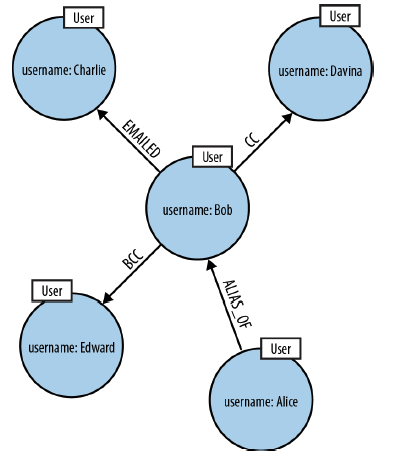 User
username: Charlie
User
username: Davina
EMAILED
CC
User
username: Bob
BCC
ALIAS_OF
User
username: Edward
User
username: Alice